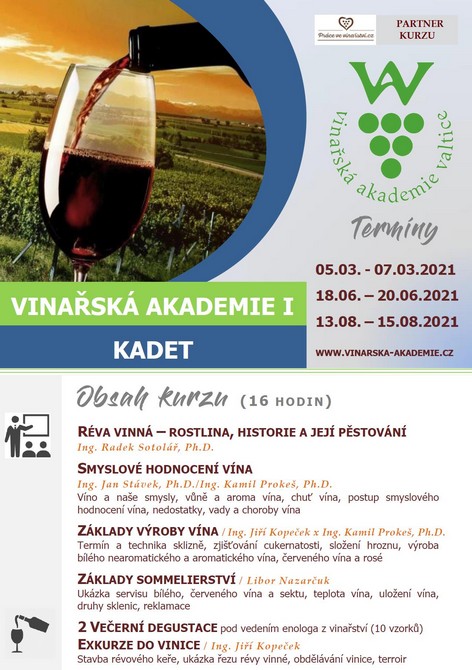 Práce ve vinařství.cz
PARTNER
KURZU
Vinařská akademie valtice
Termíny
05.03. - 07.03.2021
18.06. – 20.06.2021
13.08. – 15.08.2021
WWW.VINARSKA-AKADEMIE.CZ
VINAŘSKÁ AKADEMIE I
KADET
Obsah kurzu (16 HODIN)
RÉVA VINNÁ – ROSTLINA, HISTORIE A JEJÍ PĚSTOVÁNÍ
Ing. Radek Sotolář, Ph.D.
SMYSLOVÉ HODNOCENÍ VÍNA
Ing. Jan Stávek, Ph.D./Ing. Kamil Prokeš, Ph.D.
Víno a naše smysly, vůně a aroma vína, chuť vína, postup smyslového
hodnocení vína, nedostatky, vady a choroby vína
ZÁKLADY VÝROBY VÍNA / Ing. Jiří Kopeček x Ing. Kamil Prokeš, Ph.D.
Termín a technika sklizně, zjišťování cukernatosti, složení hroznu, výroba
bílého nearomatického a aromatického vína, červeného vína a rosé
ZÁKLADY SOMMELIERSTVÍ / Libor Nazarčuk
Ukázka servisu bílého, červeného vína a sektu, teplota vína, uložení vína,
druhy sklenic, reklamace
2 VEČERNÍ DEGUSTACE pod vedením enologa z vinařství (10 vzorků)
EXKURZE DO VINICE / Ing. Jiří Kopeček
Stavba révového keře, ukázka řezu révy vinné, obdělávání vinice, terroir